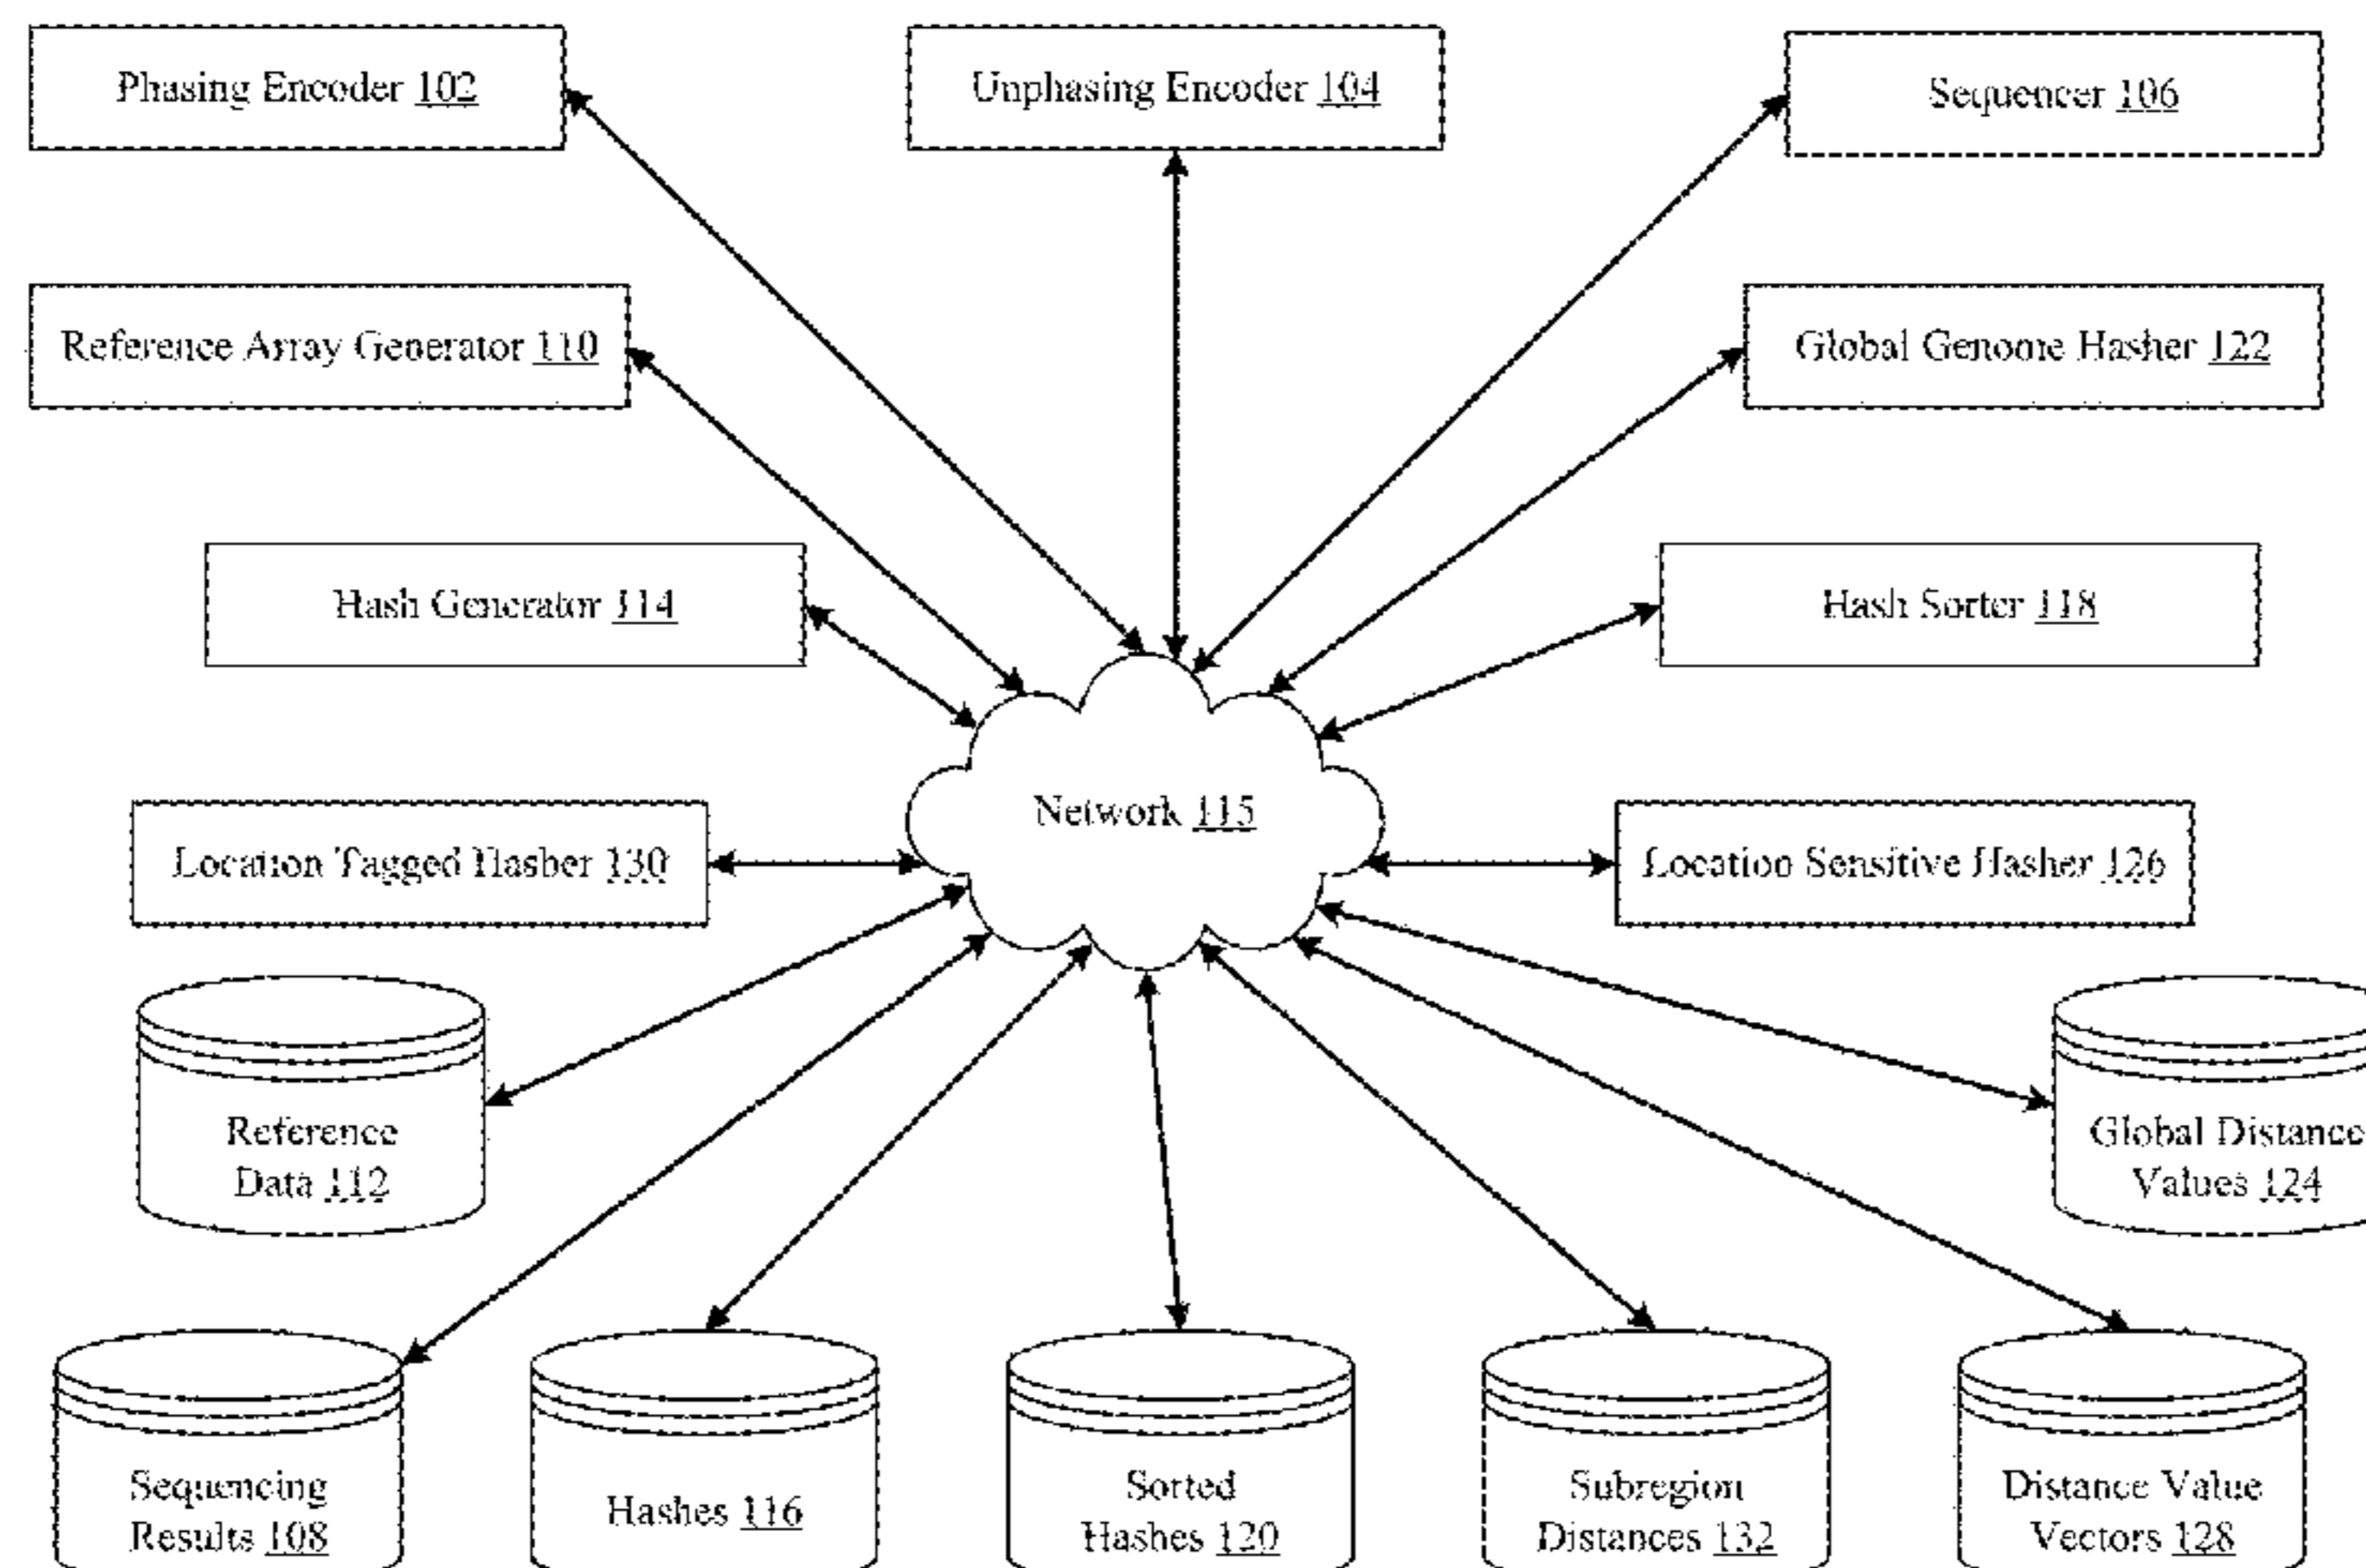 Phasing Encoder 102
Unphasing Encoder 104
Sequencer 106
Reference Array Generator 110
Global Genome Hasher 122
Hash Generator 114
Hash Sorter 118
Network 115
Location Tagged Hasher 130
Location Sensitive Hasher 126
Reference
Data 112
Global Distance
Values 124
Sequencing
Results 108
Hashes 116
Sorted
Hashes 120
Subregion
Distances 132
Distance Value
Vectors 128